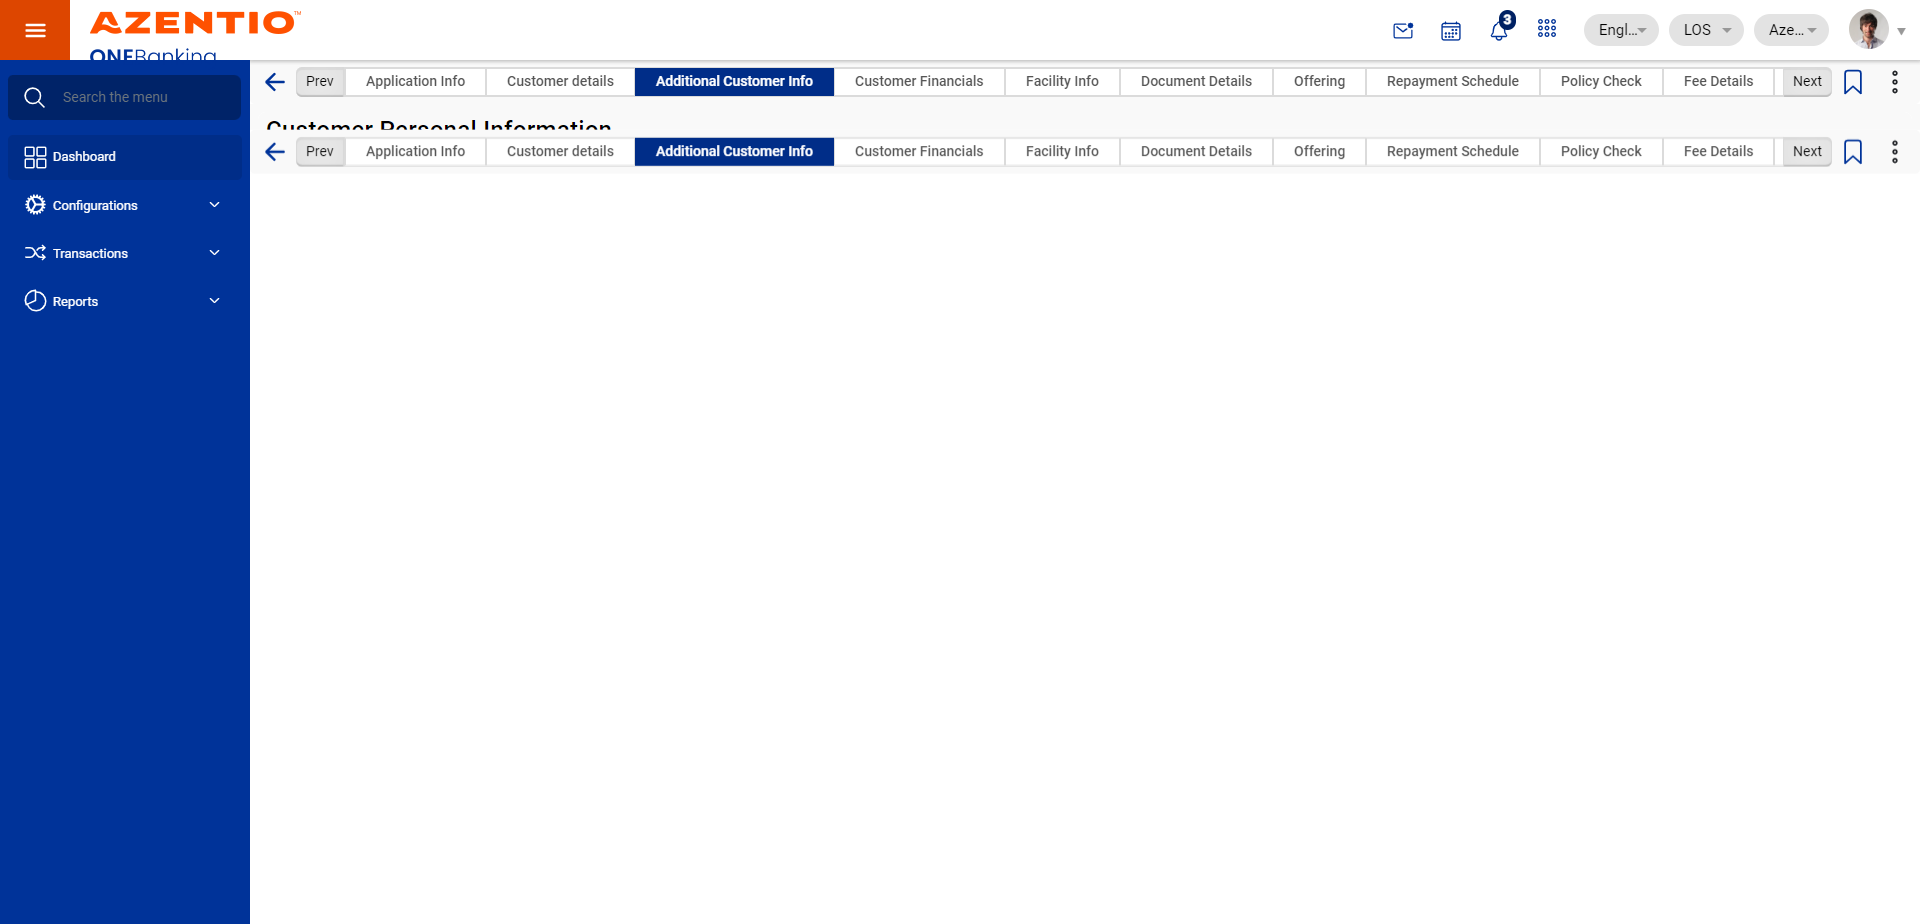 AZENTIO™
ONEBanking
3
Engl...
LOS
Aze...
Search the menu
Dashboard
Configurations
Transactions
Reports
Prev Application Info Customer details Additional Customer Info Customer Financials Facility Info Document Details Offering Repayment Schedule Policy Check Fee Details Next
Customer Personal Information
Prev Application Info Customer details Additional Customer Info Customer Financials Facility Info Document Details Offering Repayment Schedule Policy Check Fee Details Next